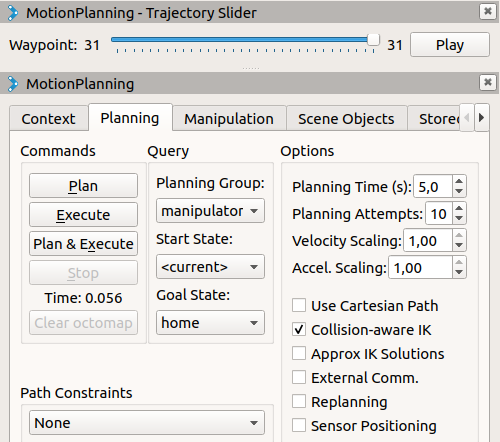 MotionPlanning - Trajectory Slider
Waypoint: 31 31 Play
MotionPlanning
Context Planning Manipulation Scene Objects
Commands Query Options
Plan
Execute
Plan & Execute
Stop
Time: 0.056
Clear octomap
Planning Group:
manipulator
Start State:
<current>
Goal State:
home
Planning Time (s): 5,0
Planning Attempts: 10
Velocity Scaling: 1,00
Accel. Scaling: 1,00
Use Cartesian Path
Collision-aware IK
Approx IK Solutions
External Comm.
Replanning
Sensor Positioning
Path Constraints
None